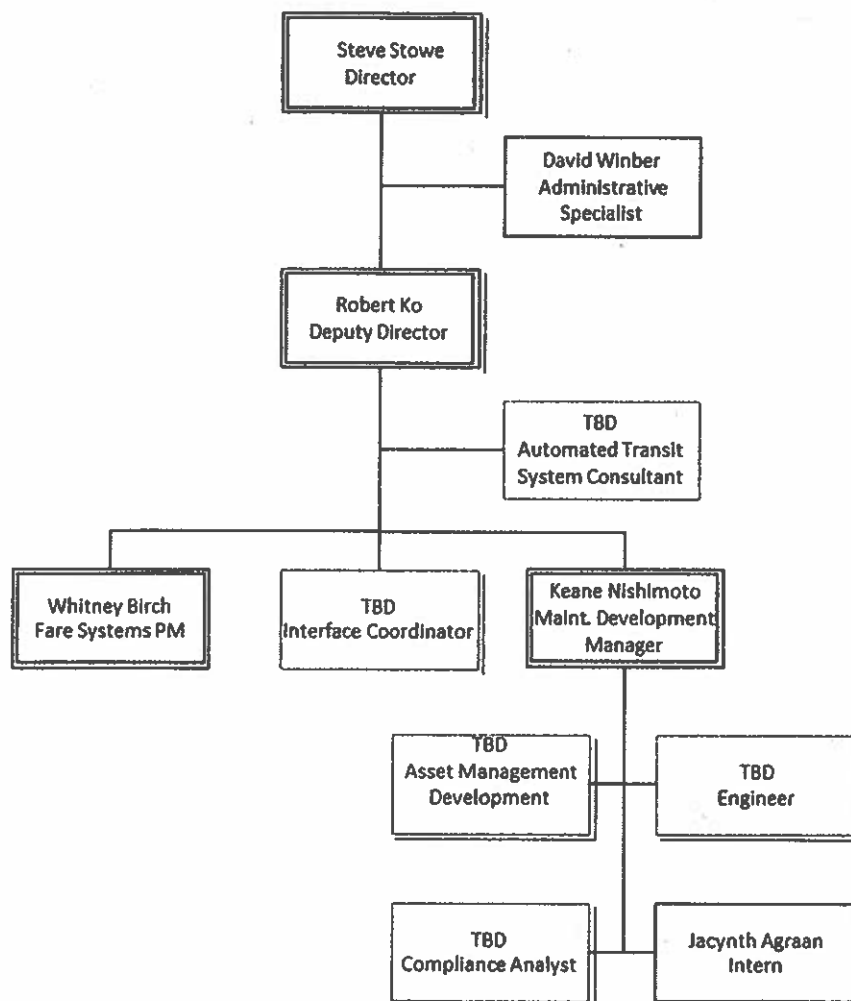 Steve Stowe
Director
David Winber
Administrative
Specialist
Robert Ko
Deputy Director
TBD
Automated Transit
System Consultant
Whitney Birch
Fare Systems PM
TBD
Interface Coordinator
Keane Nishimoto
Maint. Development
Manager
TBD
Asset Management
Development
TBD
Engineer
TBD
Compliance Analyst
Jacynth Agraan
Intern